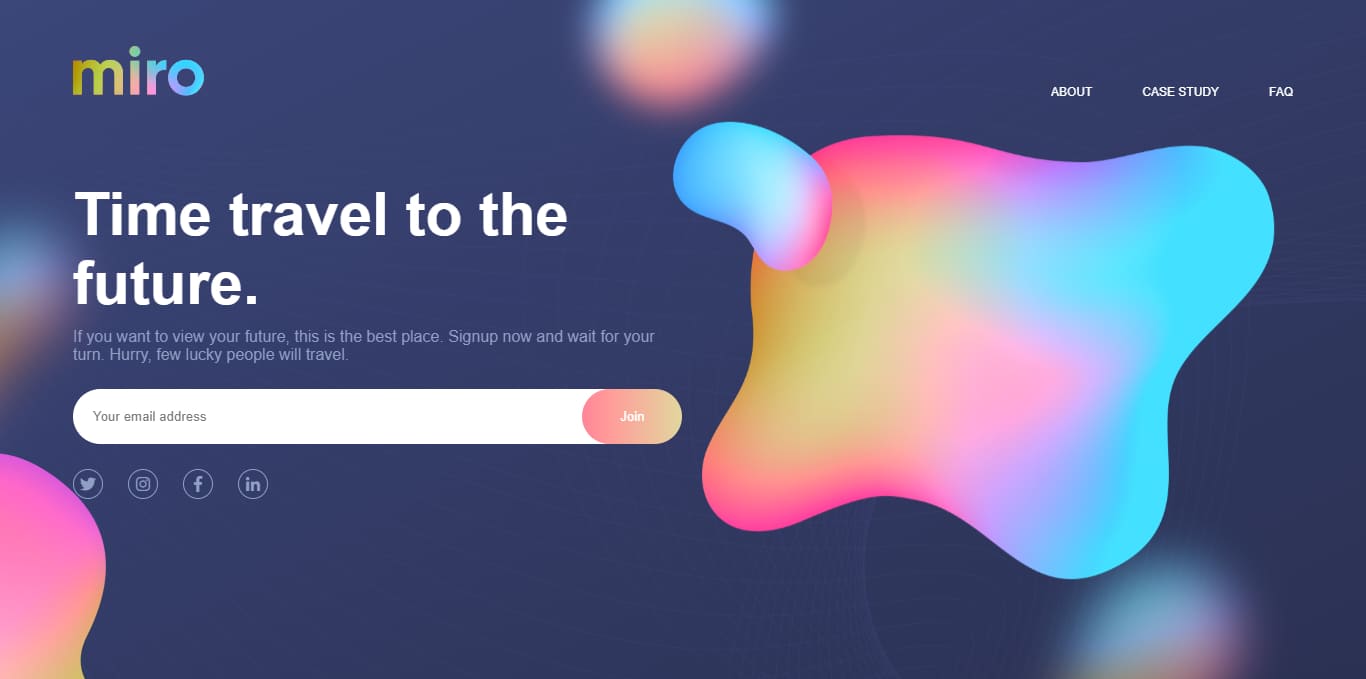 miro
ABOUT
CASE STUDY
FAQ
Time travel to the
future.
If you want to view your future, this is the best place. Signup now and wait for your
turn. Hurry, few lucky people will travel.
Your email address
Join